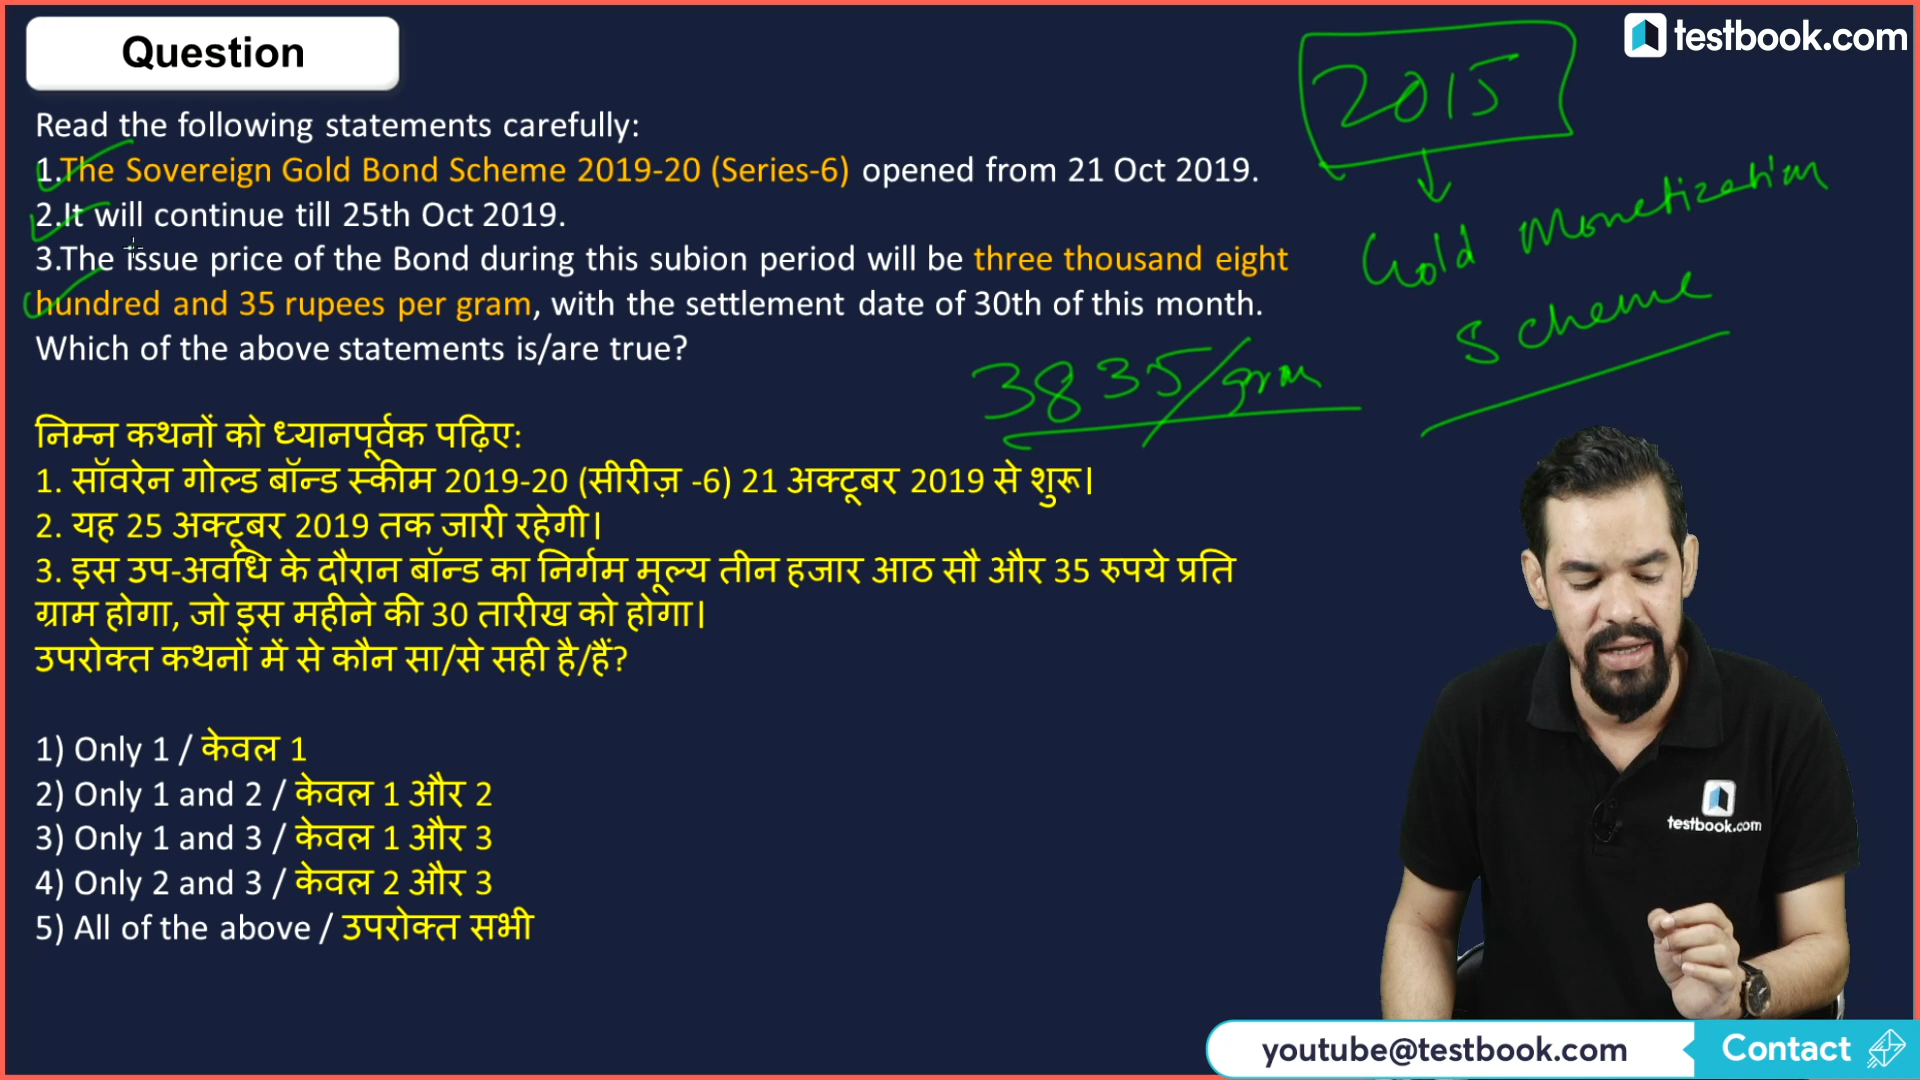 Question
testbook.com
Read the following statements carefully:
1.The Sovereign Gold Bond Scheme 2019-20 (Series-6) opened from 21 Oct 2019.
2.It will continue till 25th Oct 2019.
3.The issue price of the Bond during this subion period will be three thousand eight
hundred and 35 rupees per gram, with the settlement date of 30th of this month.
Which of the above statements is/are true?
2015
Gold Monetization
Scheme
3835/gram
निम्न कथनों को ध्यानपूर्वक पढ़िए:
1. सॉवरेन गोल्ड बॉन्ड स्कीम 2019-20 (सीरीज़ -6) 21 अक्टूबर 2019 से शुरू।
2. यह 25 अक्टूबर 2019 तक जारी रहेगी।
3. इस उप-अवधि के दौरान बॉन्ड का निर्गम मूल्य तीन हजार आठ सौ और 35 रुपये प्रति
ग्राम होगा, जो इस महीने की 30 तारीख को होगा।
उपरोक्त कथनों में से कौन सा/से सही है/हैं?
1) Only 1 / केवल 1
2) Only 1 and 2 / केवल 1 और 2
3) Only 1 and 3 / केवल 1 और 3
4) Only 2 and 3 / केवल 2 और 3
5) All of the above / उपरोक्त सभी
testbook.com
youtube@testbook.com
Contact